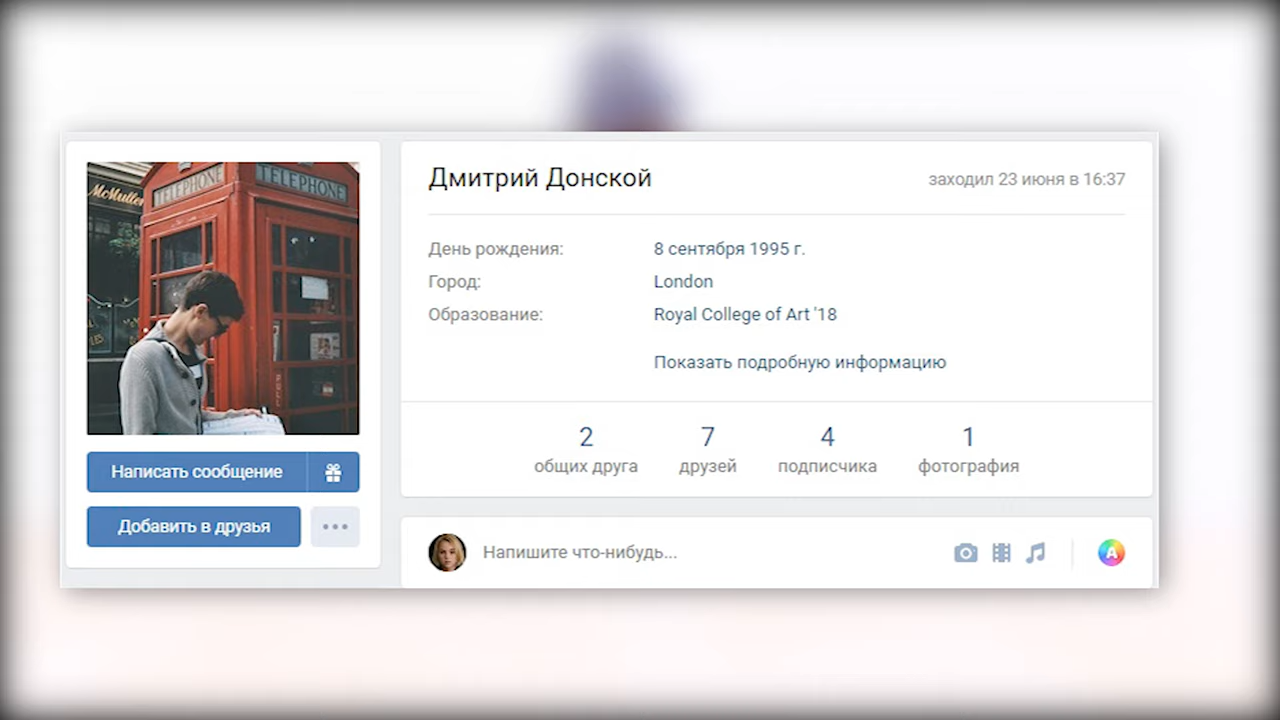 McMulle
TELEPHONE
TELEPHONE
Дмитрий Донской
заходил 23 июня в 16:37
День рождения:
8 сентября 1995 г.
Город:
London
Образование:
Royal College of Art '18
Показать подробную информацию
2
общих друга
7
друзей
4
подписчика
1
фотография
Написать сообщение
Добавить в друзья
Напишите что-нибудь...
A